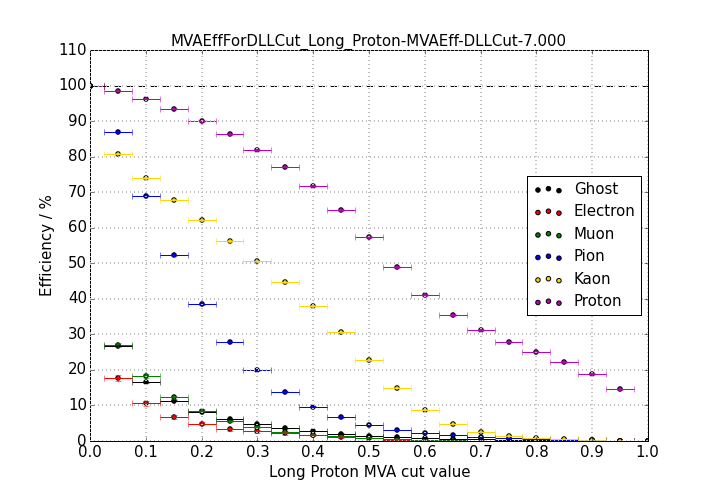 MVAEffForDLLCut_Long_Proton-MVAEff-DLLCut-7.000
110
100
90
80
70
60
50
40
30
20
10
0
Efficiency / %
Ghost
Electron
Muon
Pion
Kaon
Proton
0.0 0.1 0.2 0.3 0.4 0.5 0.6 0.7 0.8 0.9 1.0
Long Proton MVA cut value